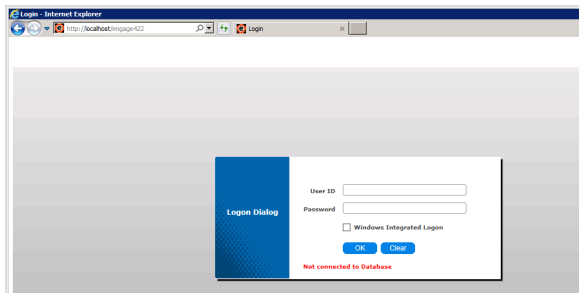 Login - Internet Explorer
http://localhost/engage422
Login
User ID
Logon Dialog
Password
Windows Integrated Logon
OK
Clear
Not connected to Database